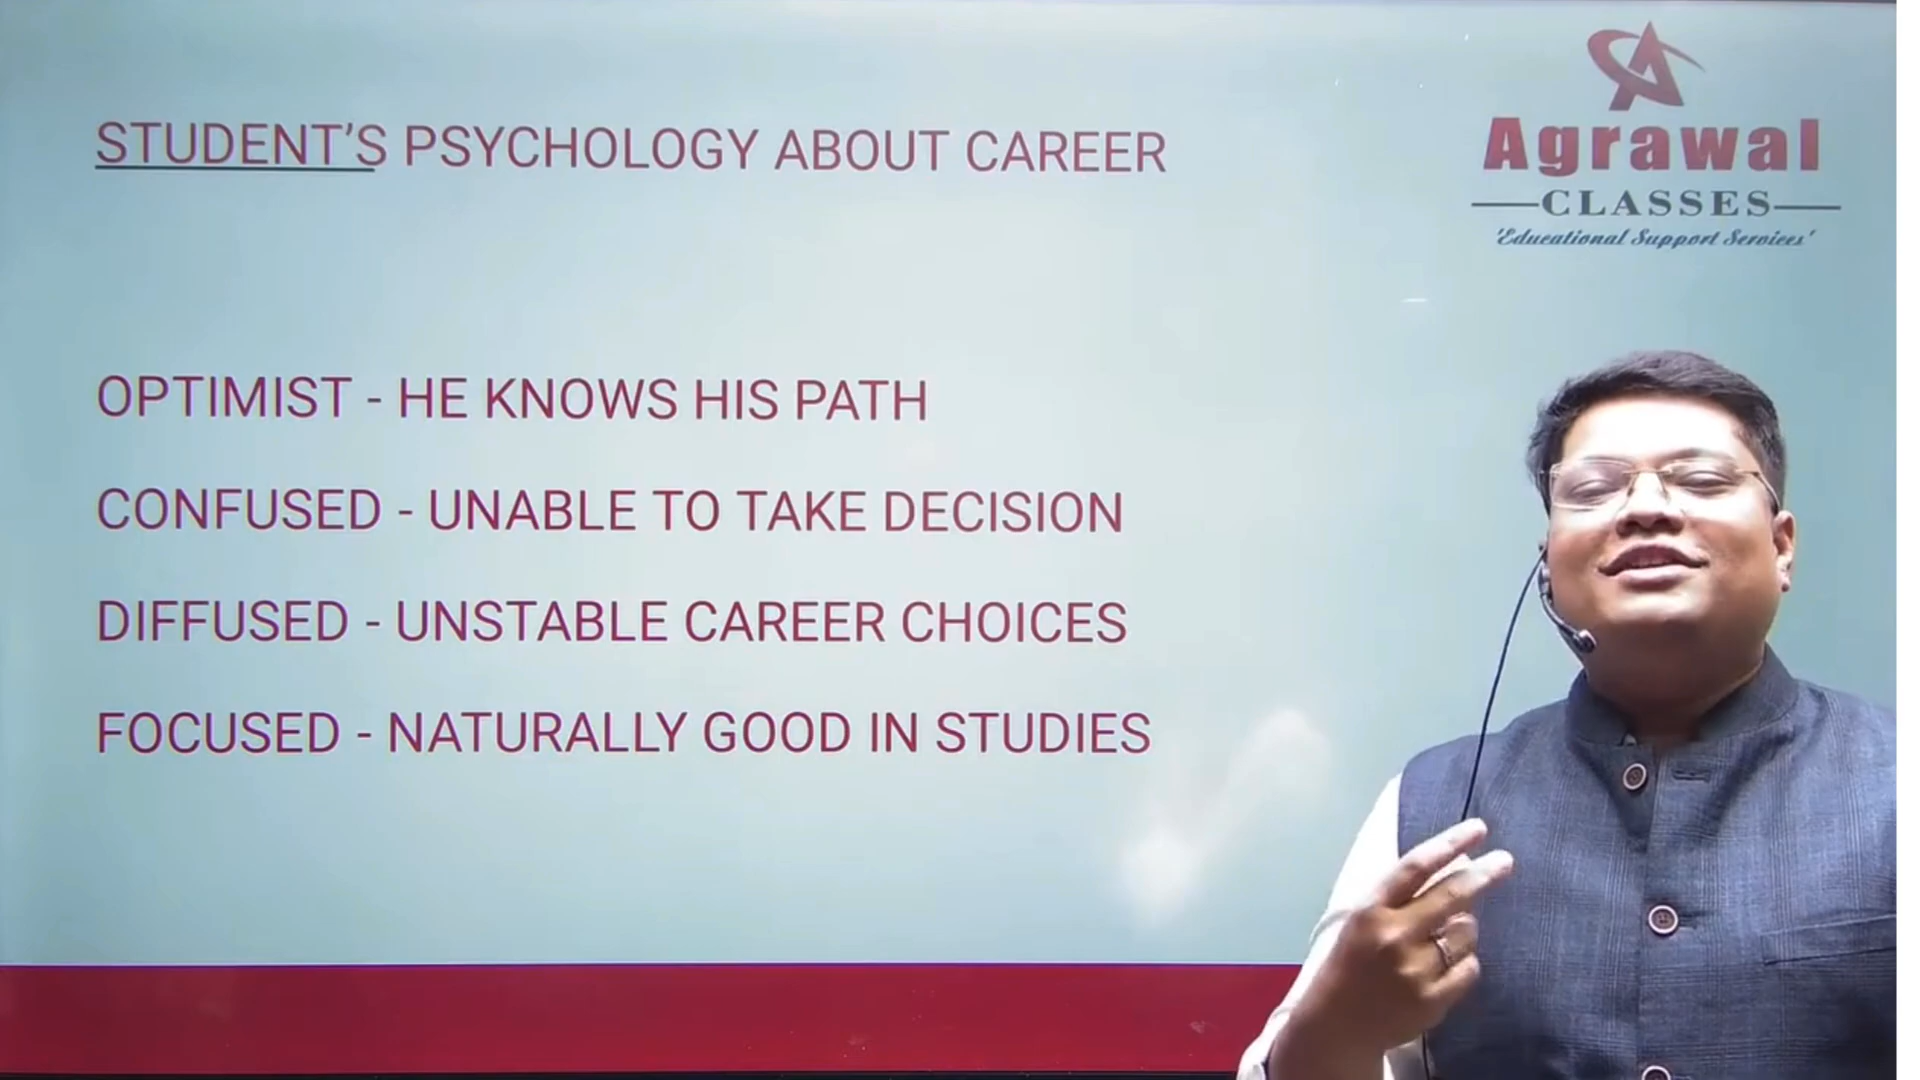 STUDENT'S PSYCHOLOGY ABOUT CAREER
Agrawal
CLASSES
'Educational Support Services'
OPTIMIST - HE KNOWS HIS PATH
CONFUSED - UNABLE TO TAKE DECISION
DIFFUSED - UNSTABLE CAREER CHOICES
FOCUSED - NATURALLY GOOD IN STUDIES